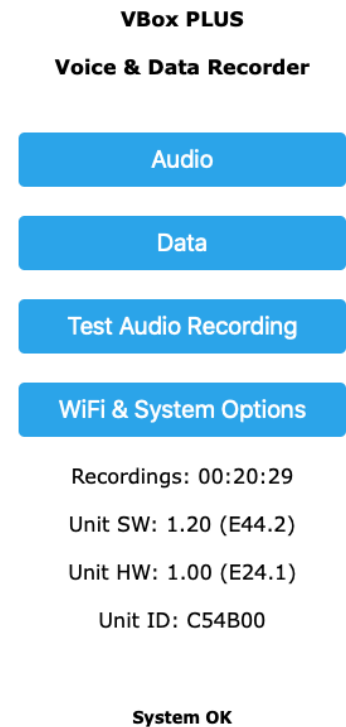 VBox PLUS
Voice & Data Recorder
Audio
Data
Test Audio Recording
WiFi & System Options
Recordings: 00:20:29
Unit SW: 1.20 (E44.2)
Unit HW: 1.00 (E24.1)
Unit ID: C54B00
System OK